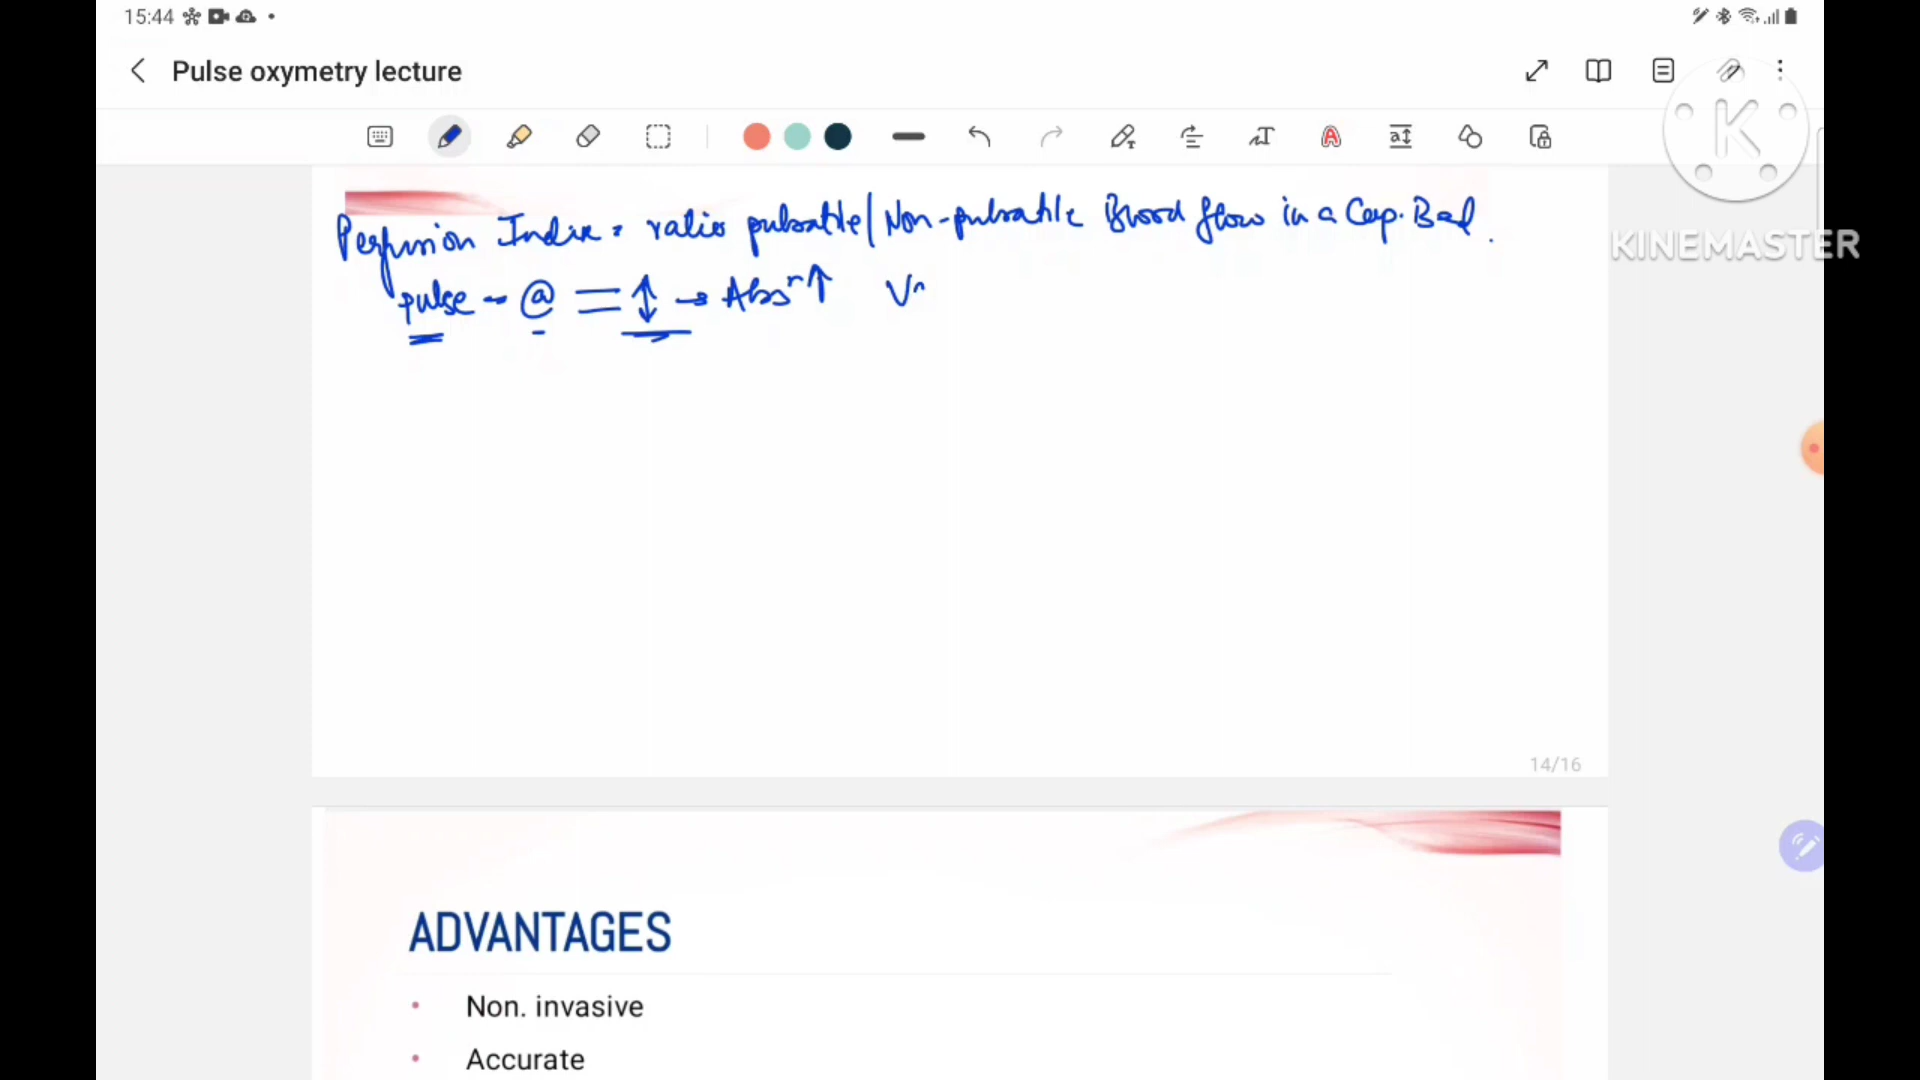 15:44
Pulse oxymetry lecture
KINEMASTER
Perfusion Index = ratio pulsatile/Non-pulsatile Blood flow in a Cap. Bed.
pulse → @ = ↕ → Absⁿ↑
14/16
ADVANTAGES
• Non. invasive
• Accurate